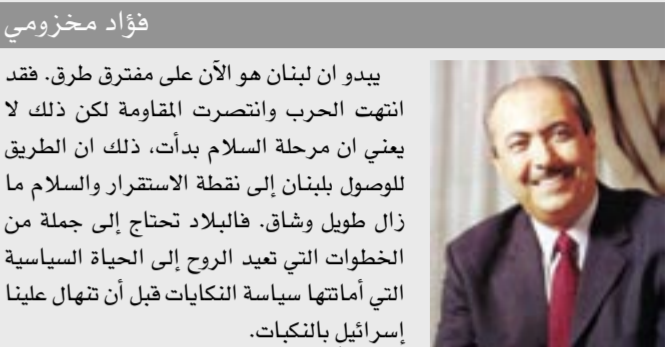 فؤاد مخزومي
يبدو ان لبنان هو الآن على مفترق طرق. فقد
انتهت الحرب وانتصرت المقاومة لكن ذلك لا
يعني ان مرحلة السلام بدأت، ذلك ان الطريق
للوصول بلبنان إلى نقطة الاستقرار والسلام ما
زال طويل وشاق. فالبلاد تحتاج إلى جملة من
الخطوات التي تعيد الروح إلى الحياة السياسية
التي أماتتها سياسة النكايات قبل أن تنهال علينا
إسرائيل بالنكبات.